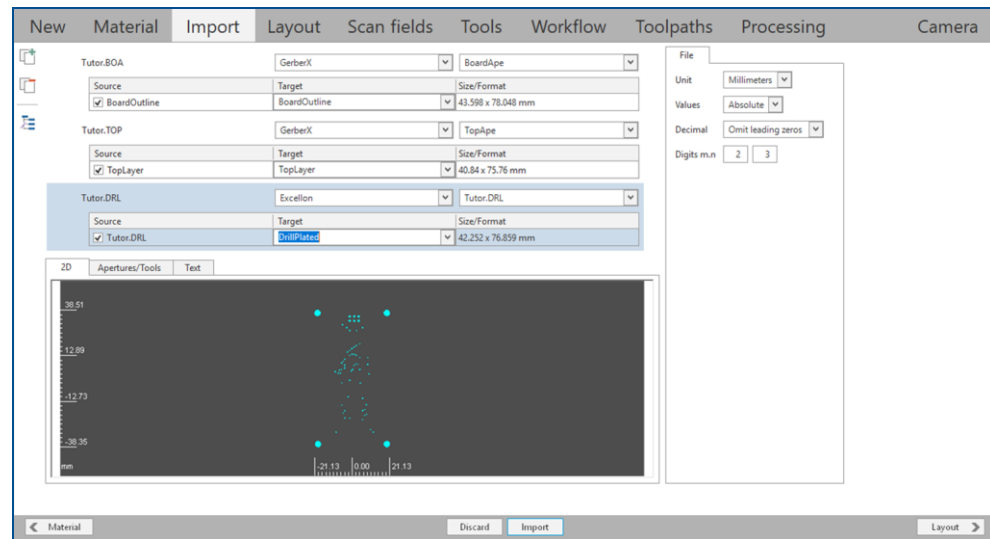 New Material Import Layout Scan fields Tools Workflow Toolpaths Processing Camera
Tutor.BOA GerberX BoardApe
Source Target Size/Format
BoardOutline BoardOutline 43.598 x 78.048 mm
Tutor.TOP GerberX TopApe
Source Target Size/Format
TopLayer TopLayer 40.84 x 75.76 mm
Tutor.DRL Excellon Tutor.DRL
Source Target Size/Format
Tutor.DRL DrillPlated 42.252 x 76.859 mm
File
Unit Millimeters
Values Absolute
Decimal Omit leading zeros
Digits m.n 2 3
2D Apertures/Tools Text
38.51
12.89
-12.73
-38.35
mm -21.13 0.00 21.13
Material Discard Import Layout